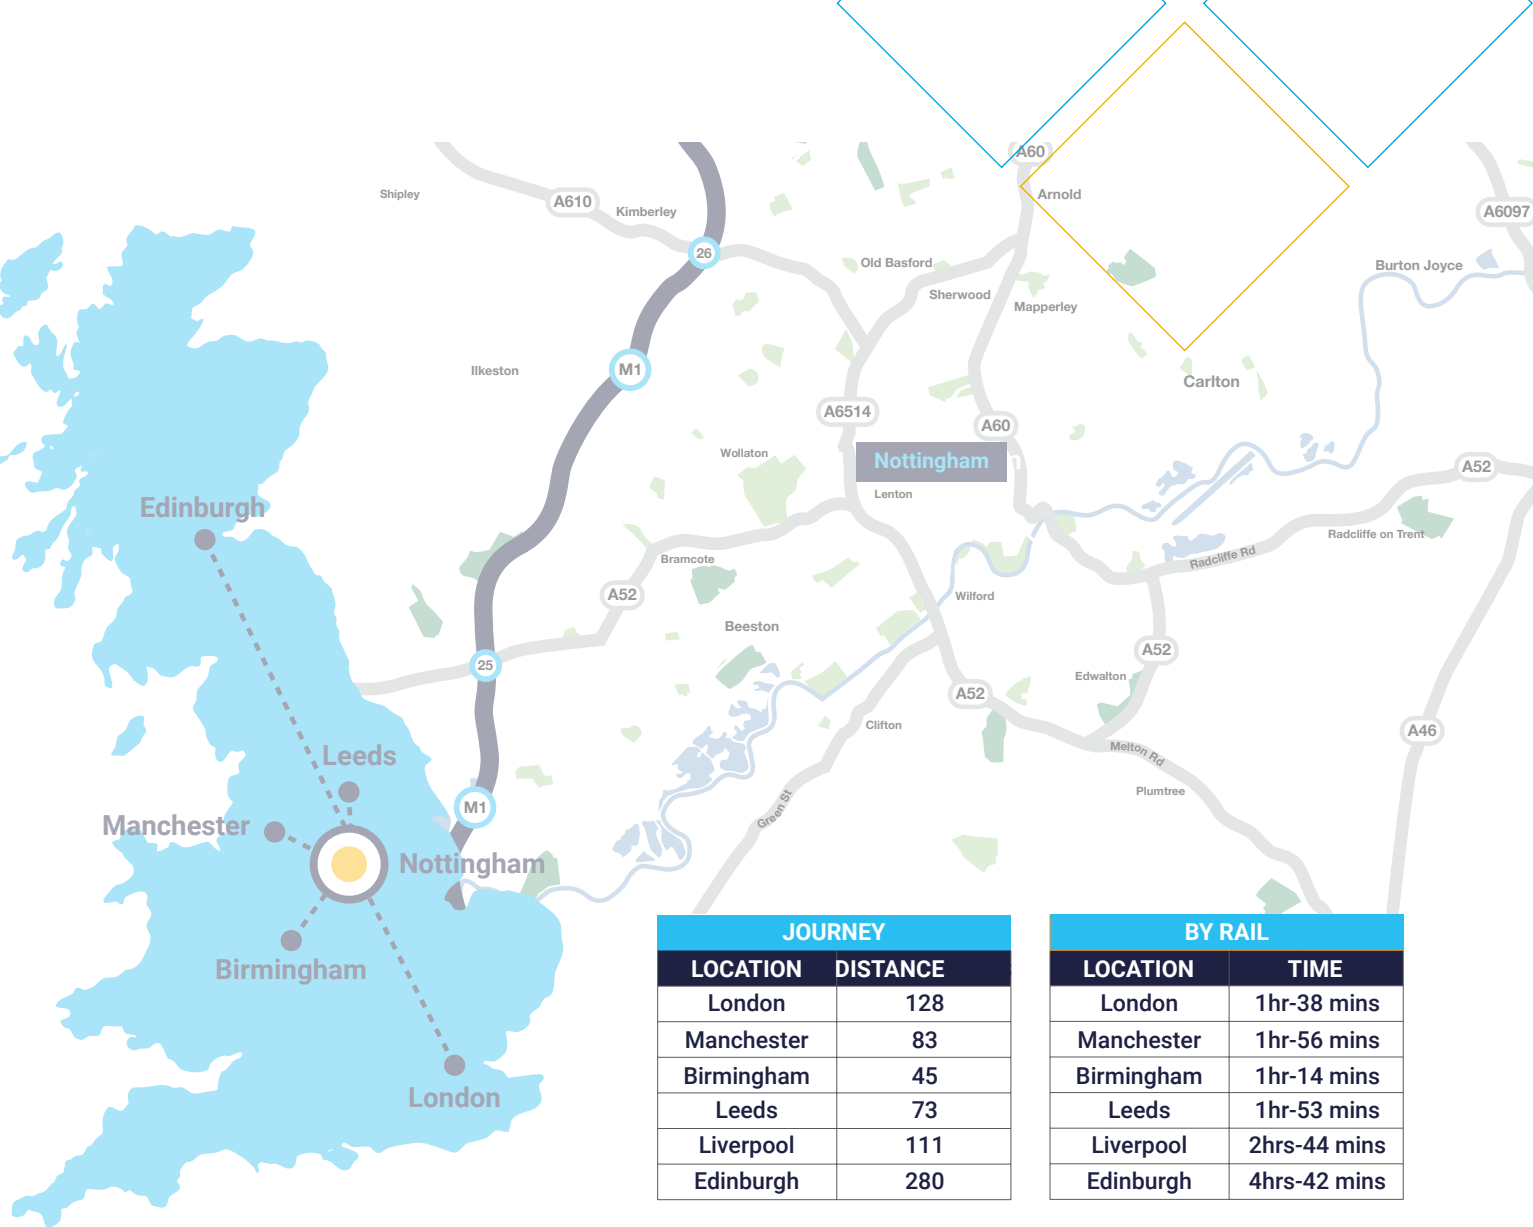 A60
Shipley
Arnold
A610
Kimberley
A6097
26
Old Basford
Burton Joyce
Sherwood
Mapperley
M1
Ilkeston
Carlton
A6514
A60
Wollaton
Nottingham
A52
Lenton
Edinburgh
Radcliffe on Trent
Bramcote
Radcliffe Rd
A52
Wilford
Beeston
A52
25
Edwalton
A52
Clifton
A46
Leeds
Melton Rd
Plumtree
M1
Green St
Manchester
Nottingham
Birmingham
London
JOURNEY
LOCATION DISTANCE
London 128
Manchester 83
Birmingham 45
Leeds 73
Liverpool 111
Edinburgh 280
BY RAIL
LOCATION TIME
London 1hr-38 mins
Manchester 1hr-56 mins
Birmingham 1hr-14 mins
Leeds 1hr-53 mins
Liverpool 2hrs-44 mins
Edinburgh 4hrs-42 mins